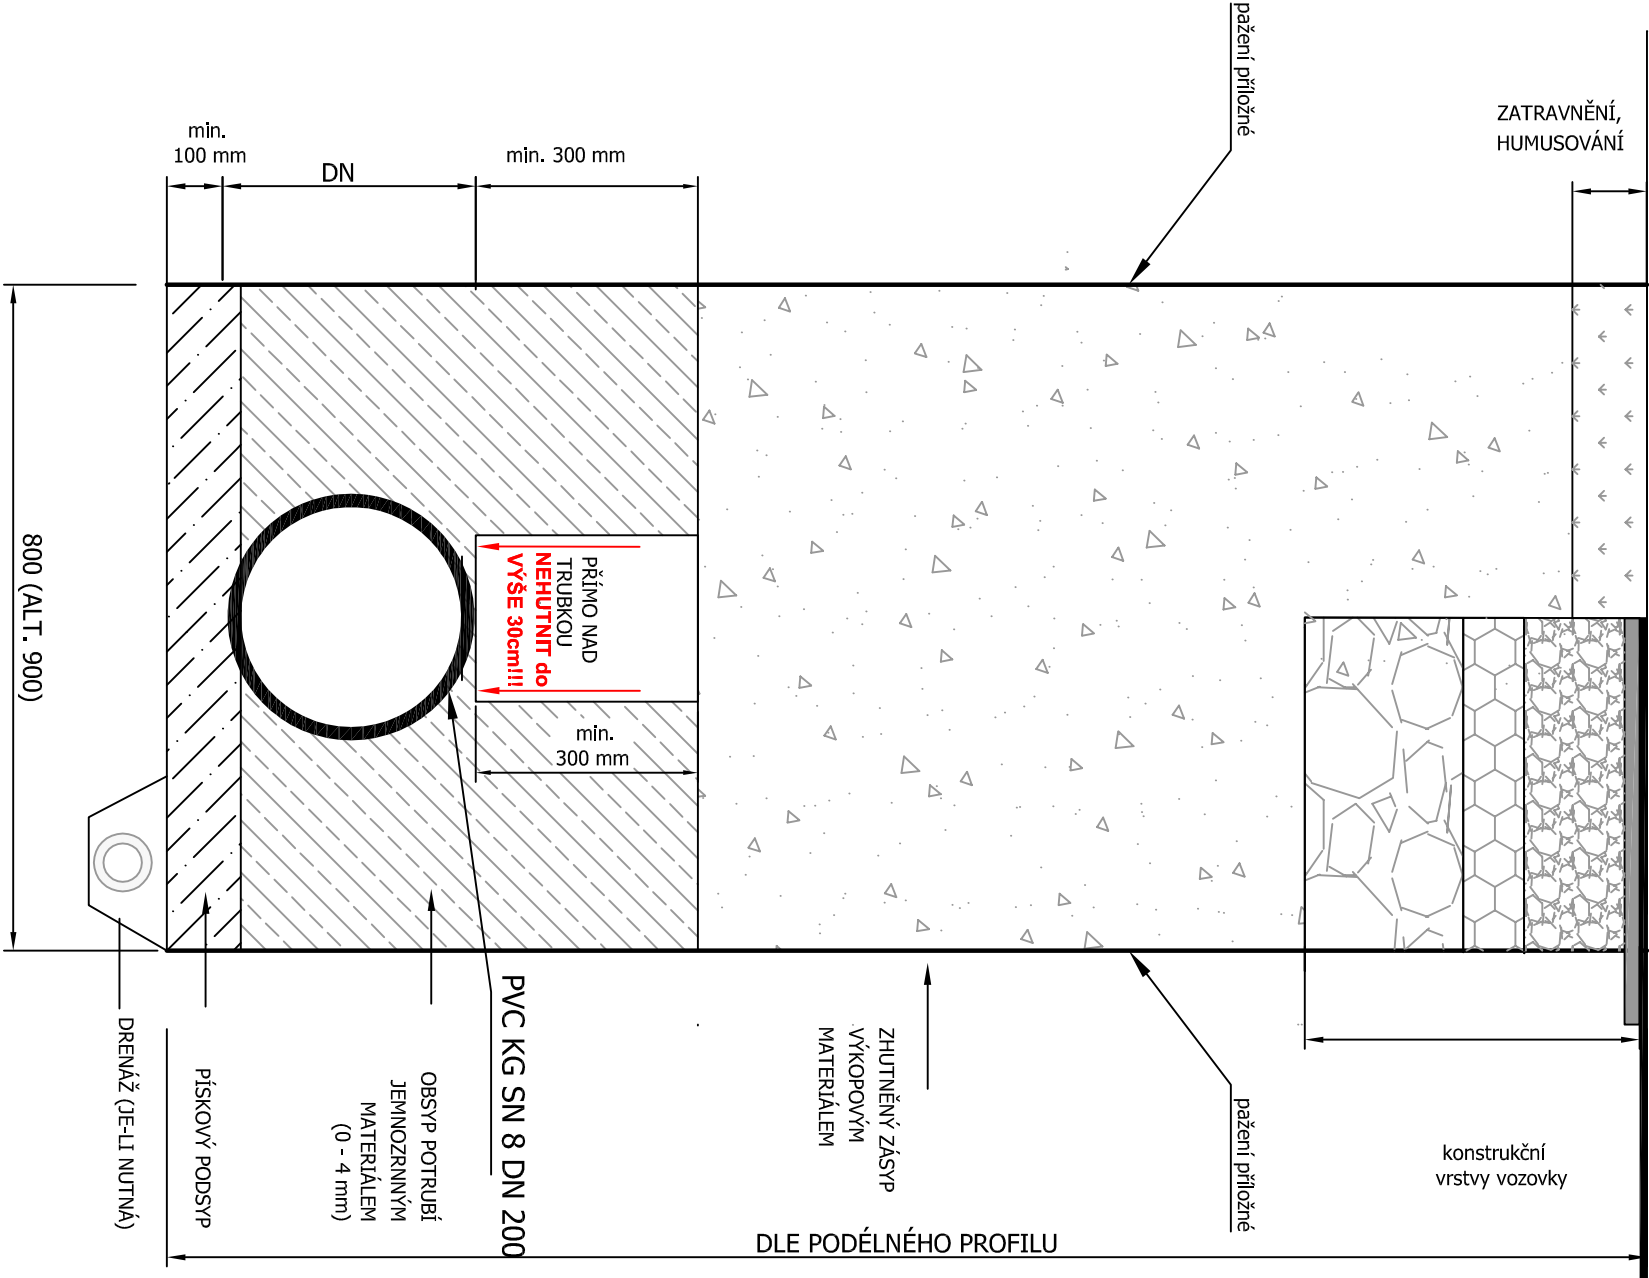 pažení příložné
ZATRAVNĚNÍ,
HUMUSOVÁNÍ
min.
100 mm
DN
min. 300 mm
PŘÍMO NAD
TRUBKOU
NEHUTNIT do
VÝŠE 30cm!!!
min.
300 mm
800 (ALT. 900)
DRENÁŽ (JE-LI NUTNÁ)
PÍSKOVÝ PODSYP
OBSYP POTRUBÍ
JEMNOZRNNÝM
MATERIÁLEM
(0 - 4 mm)
PVC KG SN 8 DN 200
ZHUTNĚNÝ ZÁSYP
VÝKOPOVÝM
MATERIÁLEM
pažení příložné
konstrukční
vrstvy vozovky
DLE PODÉLNÉHO PROFILU